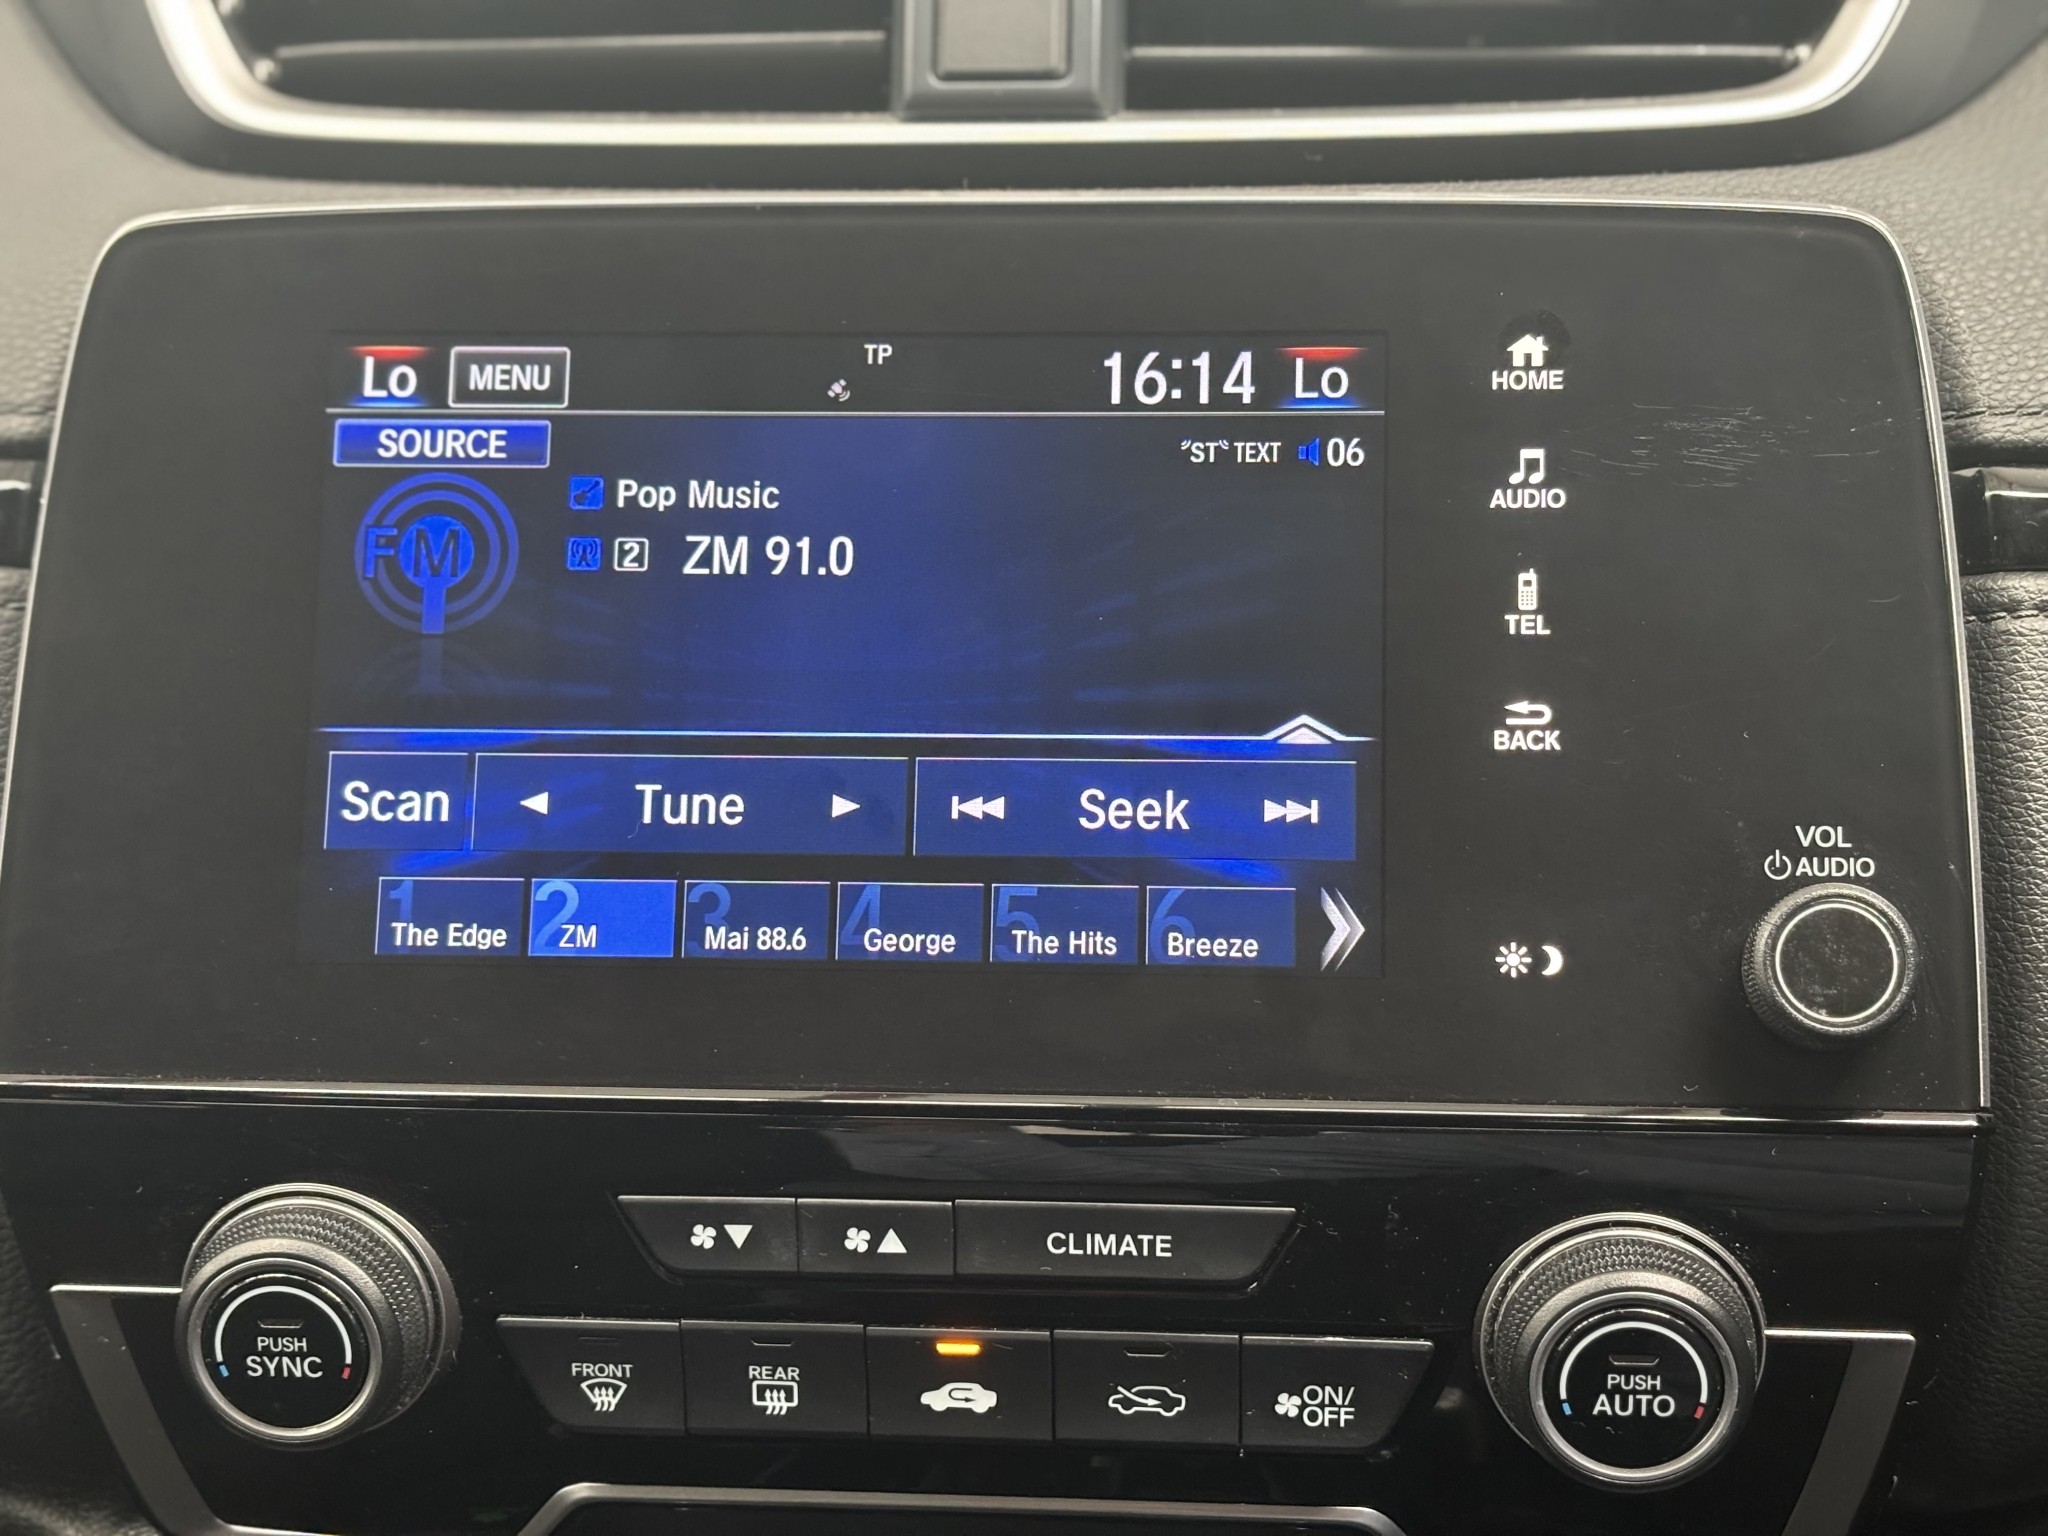 Lo MENU TP 16:14 Lo
HOME
SOURCE
"ST" TEXT 06
FM
Pop Music
2 ZM 91.0
AUDIO
TEL
BACK
Scan Tune Seek
VOL
AUDIO
1 The Edge
2 ZM
3 Mai 88.6
4 George
5 The Hits
6 Breeze
CLIMATE
PUSH
SYNC
FRONT
REAR
ON/
OFF
PUSH
AUTO